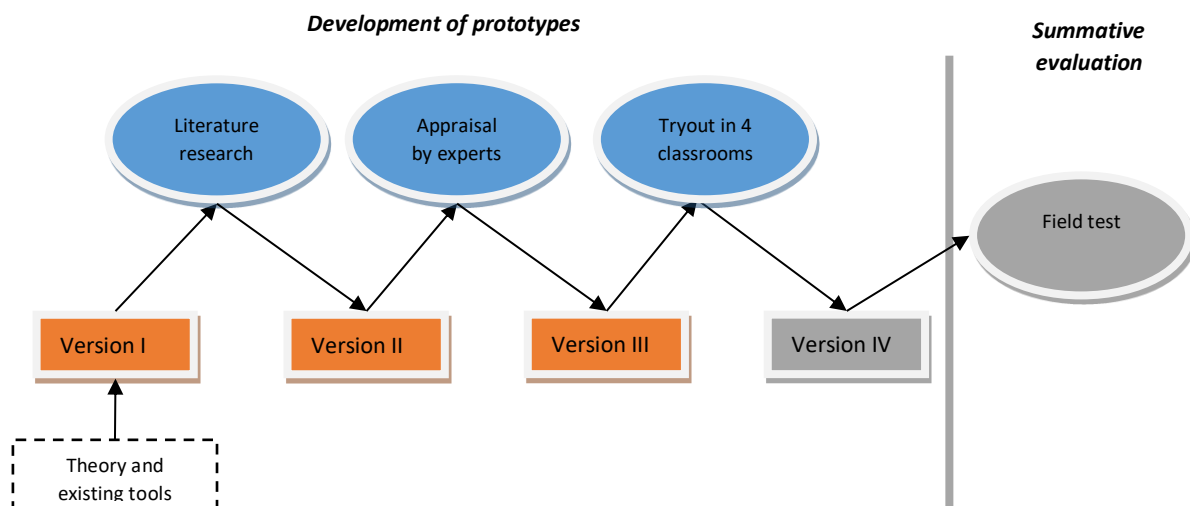 Development of prototypes
Summative
evaluation
Literature
research
Appraisal
by experts
Tryout in 4
classrooms
Field test
Version I
Version II
Version III
Version IV
Theory and
existing tools